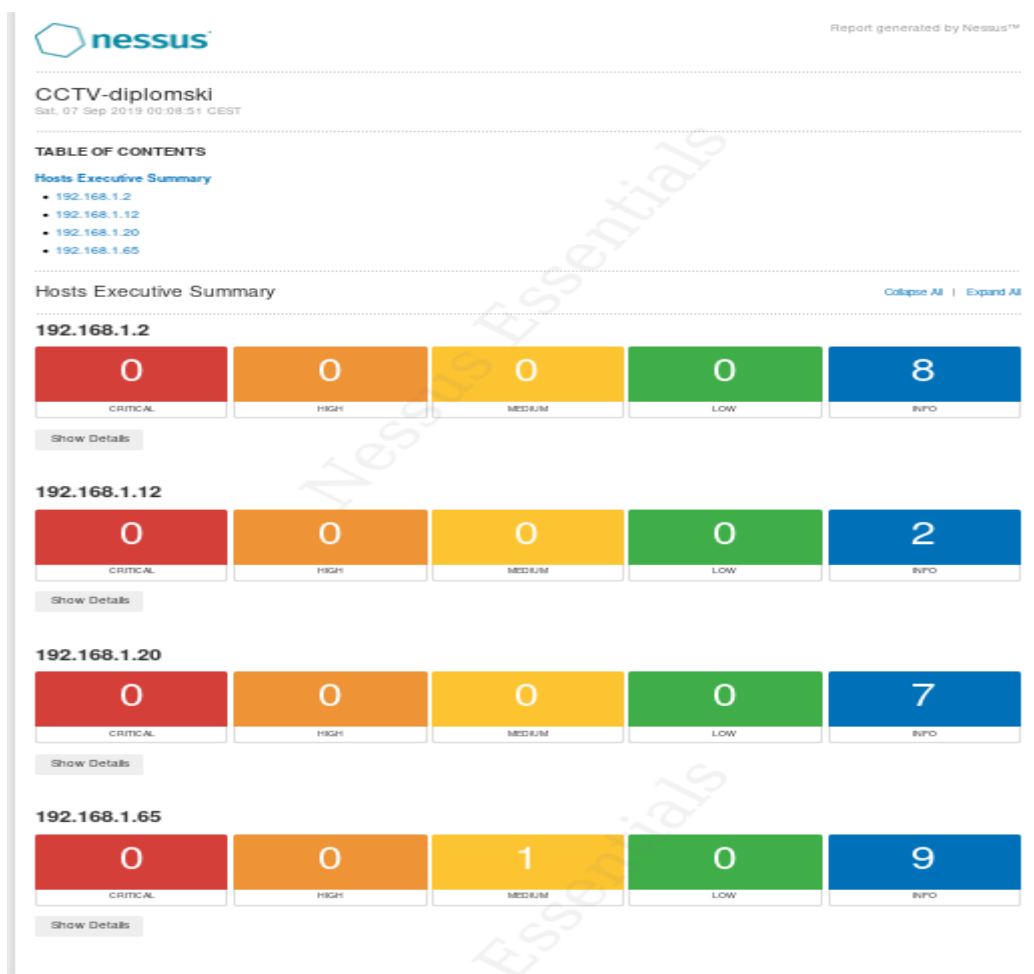 nessus
Report generated by Nessus™
CCTV-diplomski
Sat, 07 Sep 2019 00:08:51 CEST
TABLE OF CONTENTS
Hosts Executive Summary
• 192.168.1.2
• 192.168.1.12
• 192.168.1.20
• 192.168.1.65
Hosts Executive Summary
Collapse All | Expand All
192.168.1.2
0 0 0 0 8
CRITICAL HIGH MEDIUM LOW INFO
Show Details
192.168.1.12
0 0 0 0 2
CRITICAL HIGH MEDIUM LOW INFO
Show Details
192.168.1.20
0 0 0 0 7
CRITICAL HIGH MEDIUM LOW INFO
Show Details
192.168.1.65
0 0 1 0 9
CRITICAL HIGH MEDIUM LOW INFO
Show Details
Nessus Essentials
Essentials